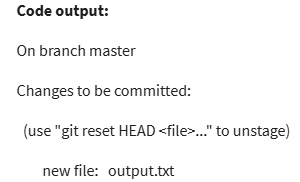 Code output:
On branch master
Changes to be committed:
(use "git reset HEAD <file>..." to unstage)
new file: output.txt